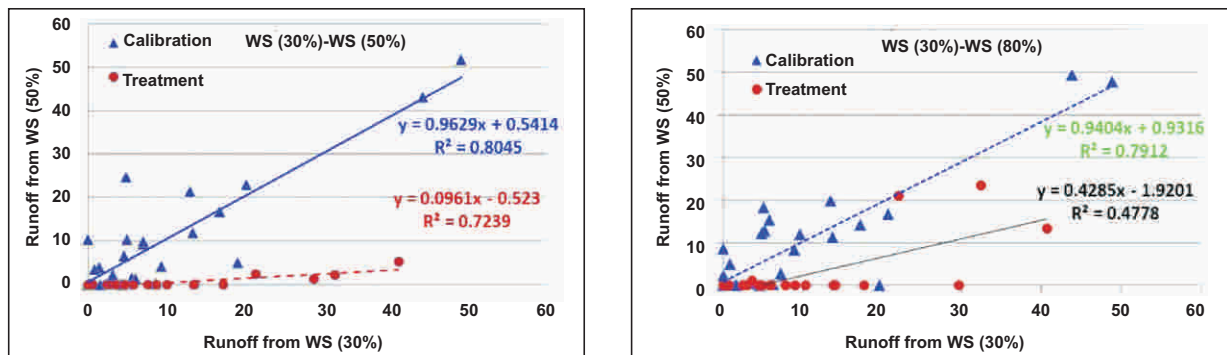 60
50
40
30
20
10
0
Runoff from WS (50%)
WS (30%)-WS (50%)
Calibration
Treatment
y = 0.9629x + 0.5414
R² = 0.8045
y = 0.0961x - 0.523
R² = 0.7239
0 10 20 30 40 50 60
Runoff from WS (30%)
60
50
40
30
20
10
0
Runoff from WS (50%)
WS (30%)-WS (80%)
Calibration
Treatment
y = 0.9404x + 0.9316
R² = 0.7912
y = 0.4285x - 1.9201
R² = 0.4778
0 10 20 30 40 50 60
Runoff from WS (30%)